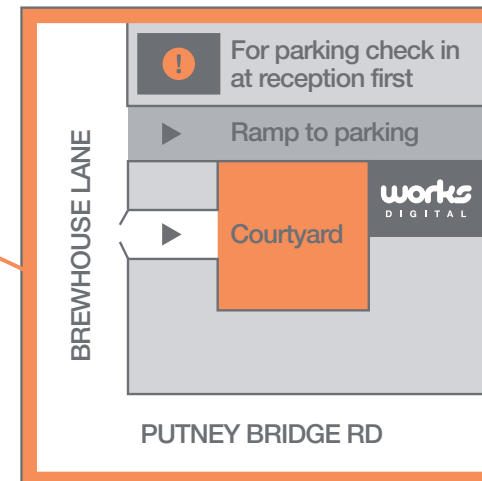 For parking check in
at reception first
Ramp to parking
works
DIGITAL
Courtyard
BREWHOUSE LANE
PUTNEY BRIDGE RD